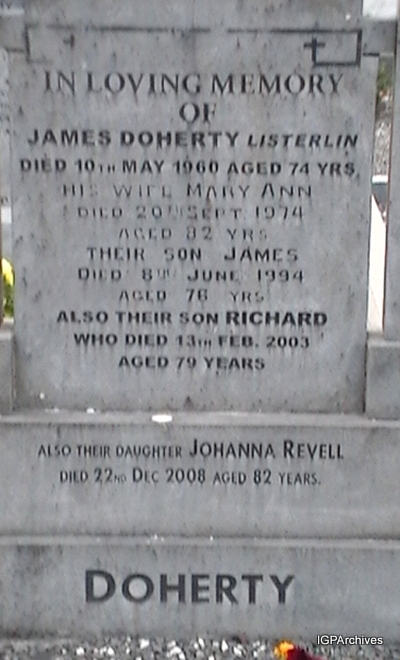 IN LOVING MEMORY
OF
JAMES DOHERTY LISTERLIN
DIED 10TH MAY 1960 AGED 74 YRS.
HIS WIFE MARY ANN
DIED 20TH SEPT. 1974
AGED 82 YRS
THEIR SON JAMES
DIED 8TH JUNE 1994
AGED 76 YRS
ALSO THEIR SON RICHARD
WHO DIED 13TH FEB. 2003
AGED 79 YEARS
ALSO THEIR DAUGHTER JOHANNA REVELL
DIED 22ND DEC 2008 AGED 82 YEARS.
DOHERTY
IGPArchives